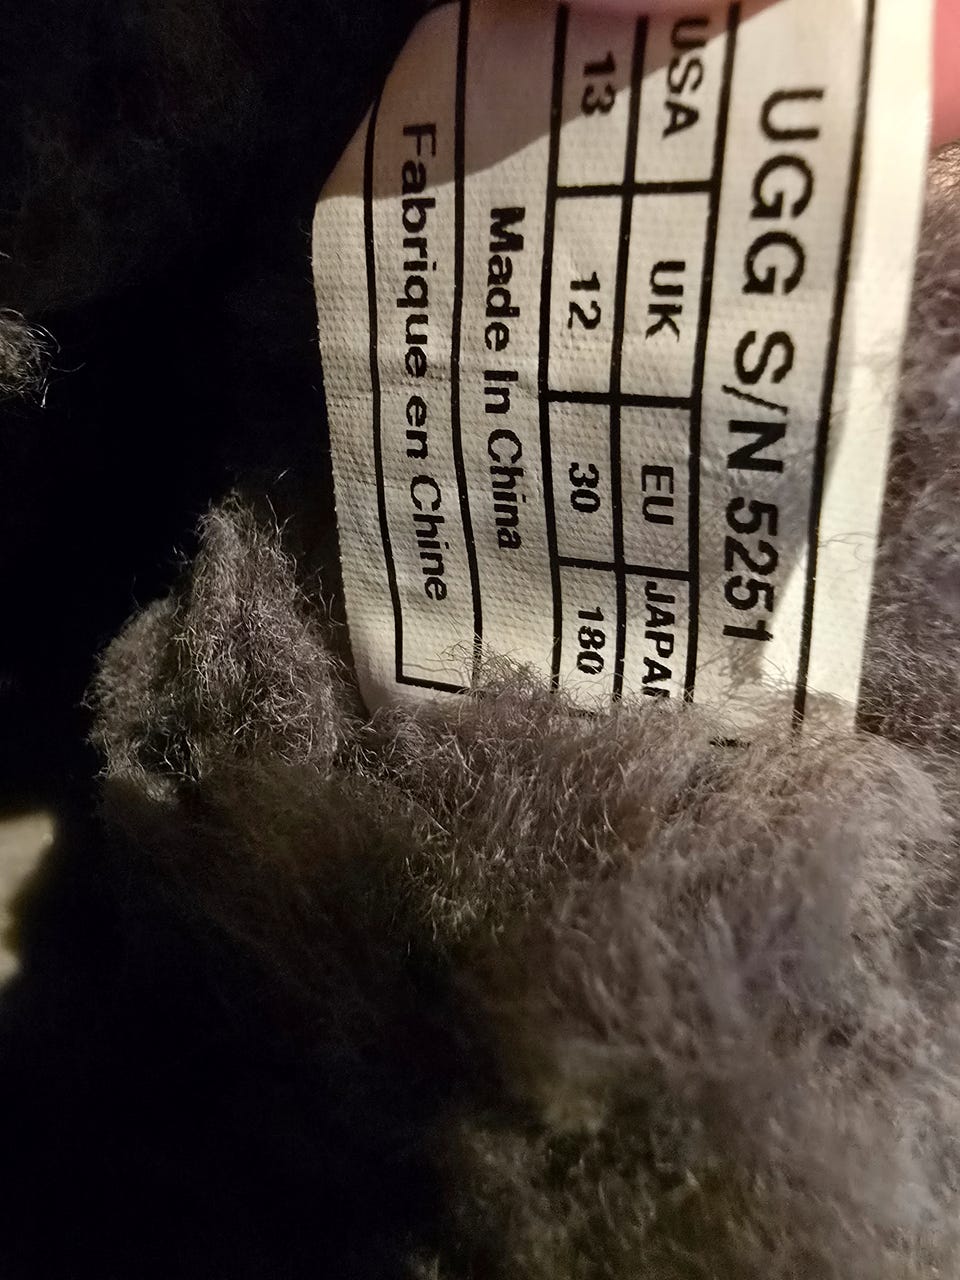 UGG S/N 5251
USA UK EU JAPAN
13 12 30 180
Made In China
Fabrique en Chine